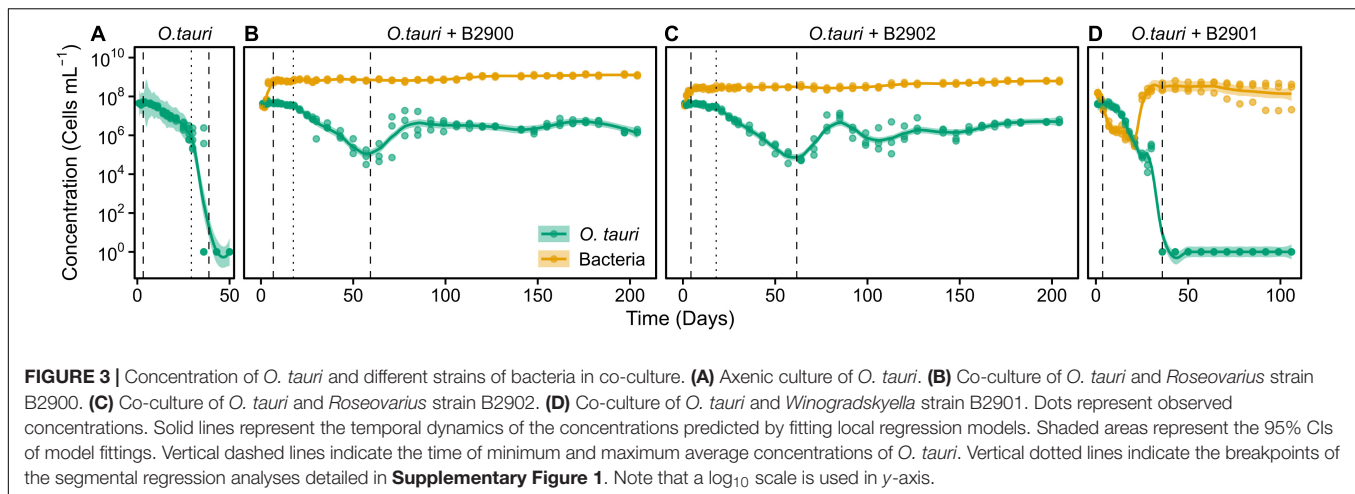 A O.tauri B O.tauri + B2900 C O.tauri + B2902 D O.tauri + B2901
Concentration (Cells mL⁻¹)
10¹⁰
10⁸
10⁶
10⁴
10²
10⁰
O. tauri
Bacteria
0 50 0 50 100 150 200 0 50 100 150 200 0 50 100
Time (Days)
FIGURE 3 | Concentration of O. tauri and different strains of bacteria in co-culture. (A) Axenic culture of O. tauri. (B) Co-culture of O. tauri and Roseovarius strain
B2900. (C) Co-culture of O. tauri and Roseovarius strain B2902. (D) Co-culture of O. tauri and Winogradskyella strain B2901. Dots represent observed
concentrations. Solid lines represent the temporal dynamics of the concentrations predicted by fitting local regression models. Shaded areas represent the 95% CIs
of model fittings. Vertical dashed lines indicate the time of minimum and maximum average concentrations of O. tauri. Vertical dotted lines indicate the breakpoints of
the segmental regression analyses detailed in Supplementary Figure 1. Note that a log₁₀ scale is used in y-axis.